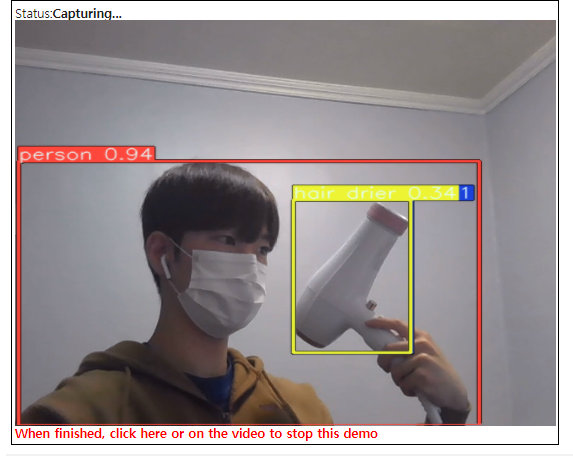 Status:Capturing...
person 0.94
hair drier 0.34
1
When finished, click here or on the video to stop this demo